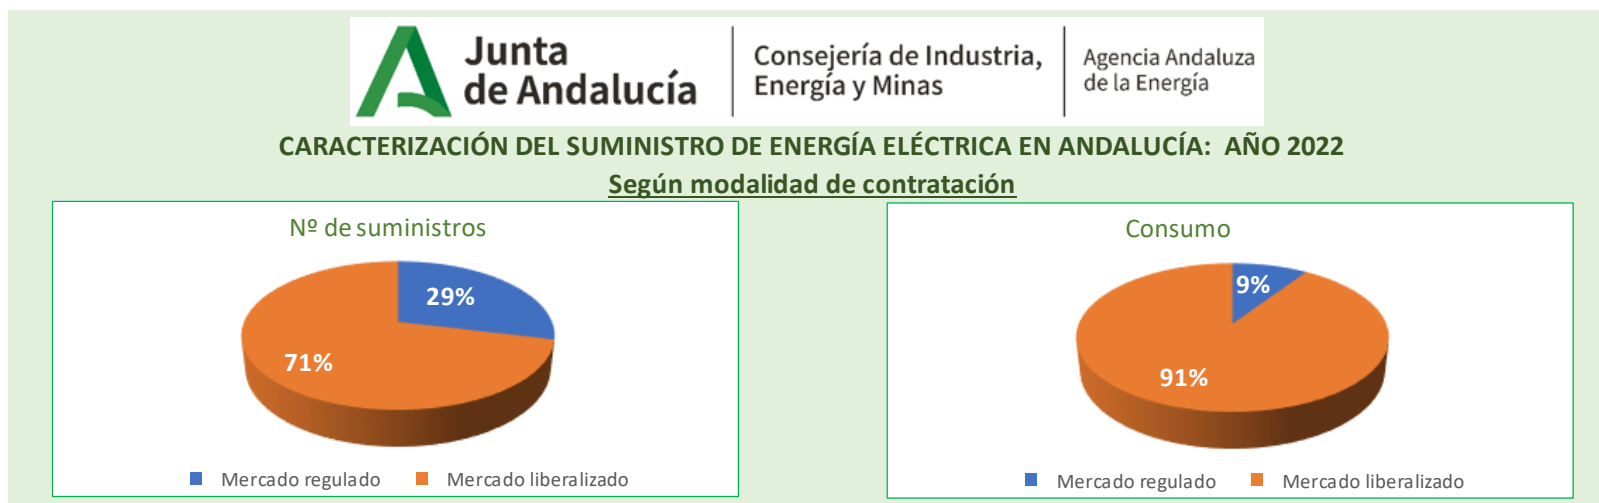 Junta
de Andalucía
Consejería de Industria,
Energía y Minas
Agencia Andaluza
de la Energía
CARACTERIZACIÓN DEL SUMINISTRO DE ENERGÍA ELÉCTRICA EN ANDALUCÍA: AÑO 2022
Según modalidad de contratación
Nº de suministros
29%
71%
Mercado regulado
Mercado liberalizado
Consumo
9%
91%
Mercado regulado
Mercado liberalizado